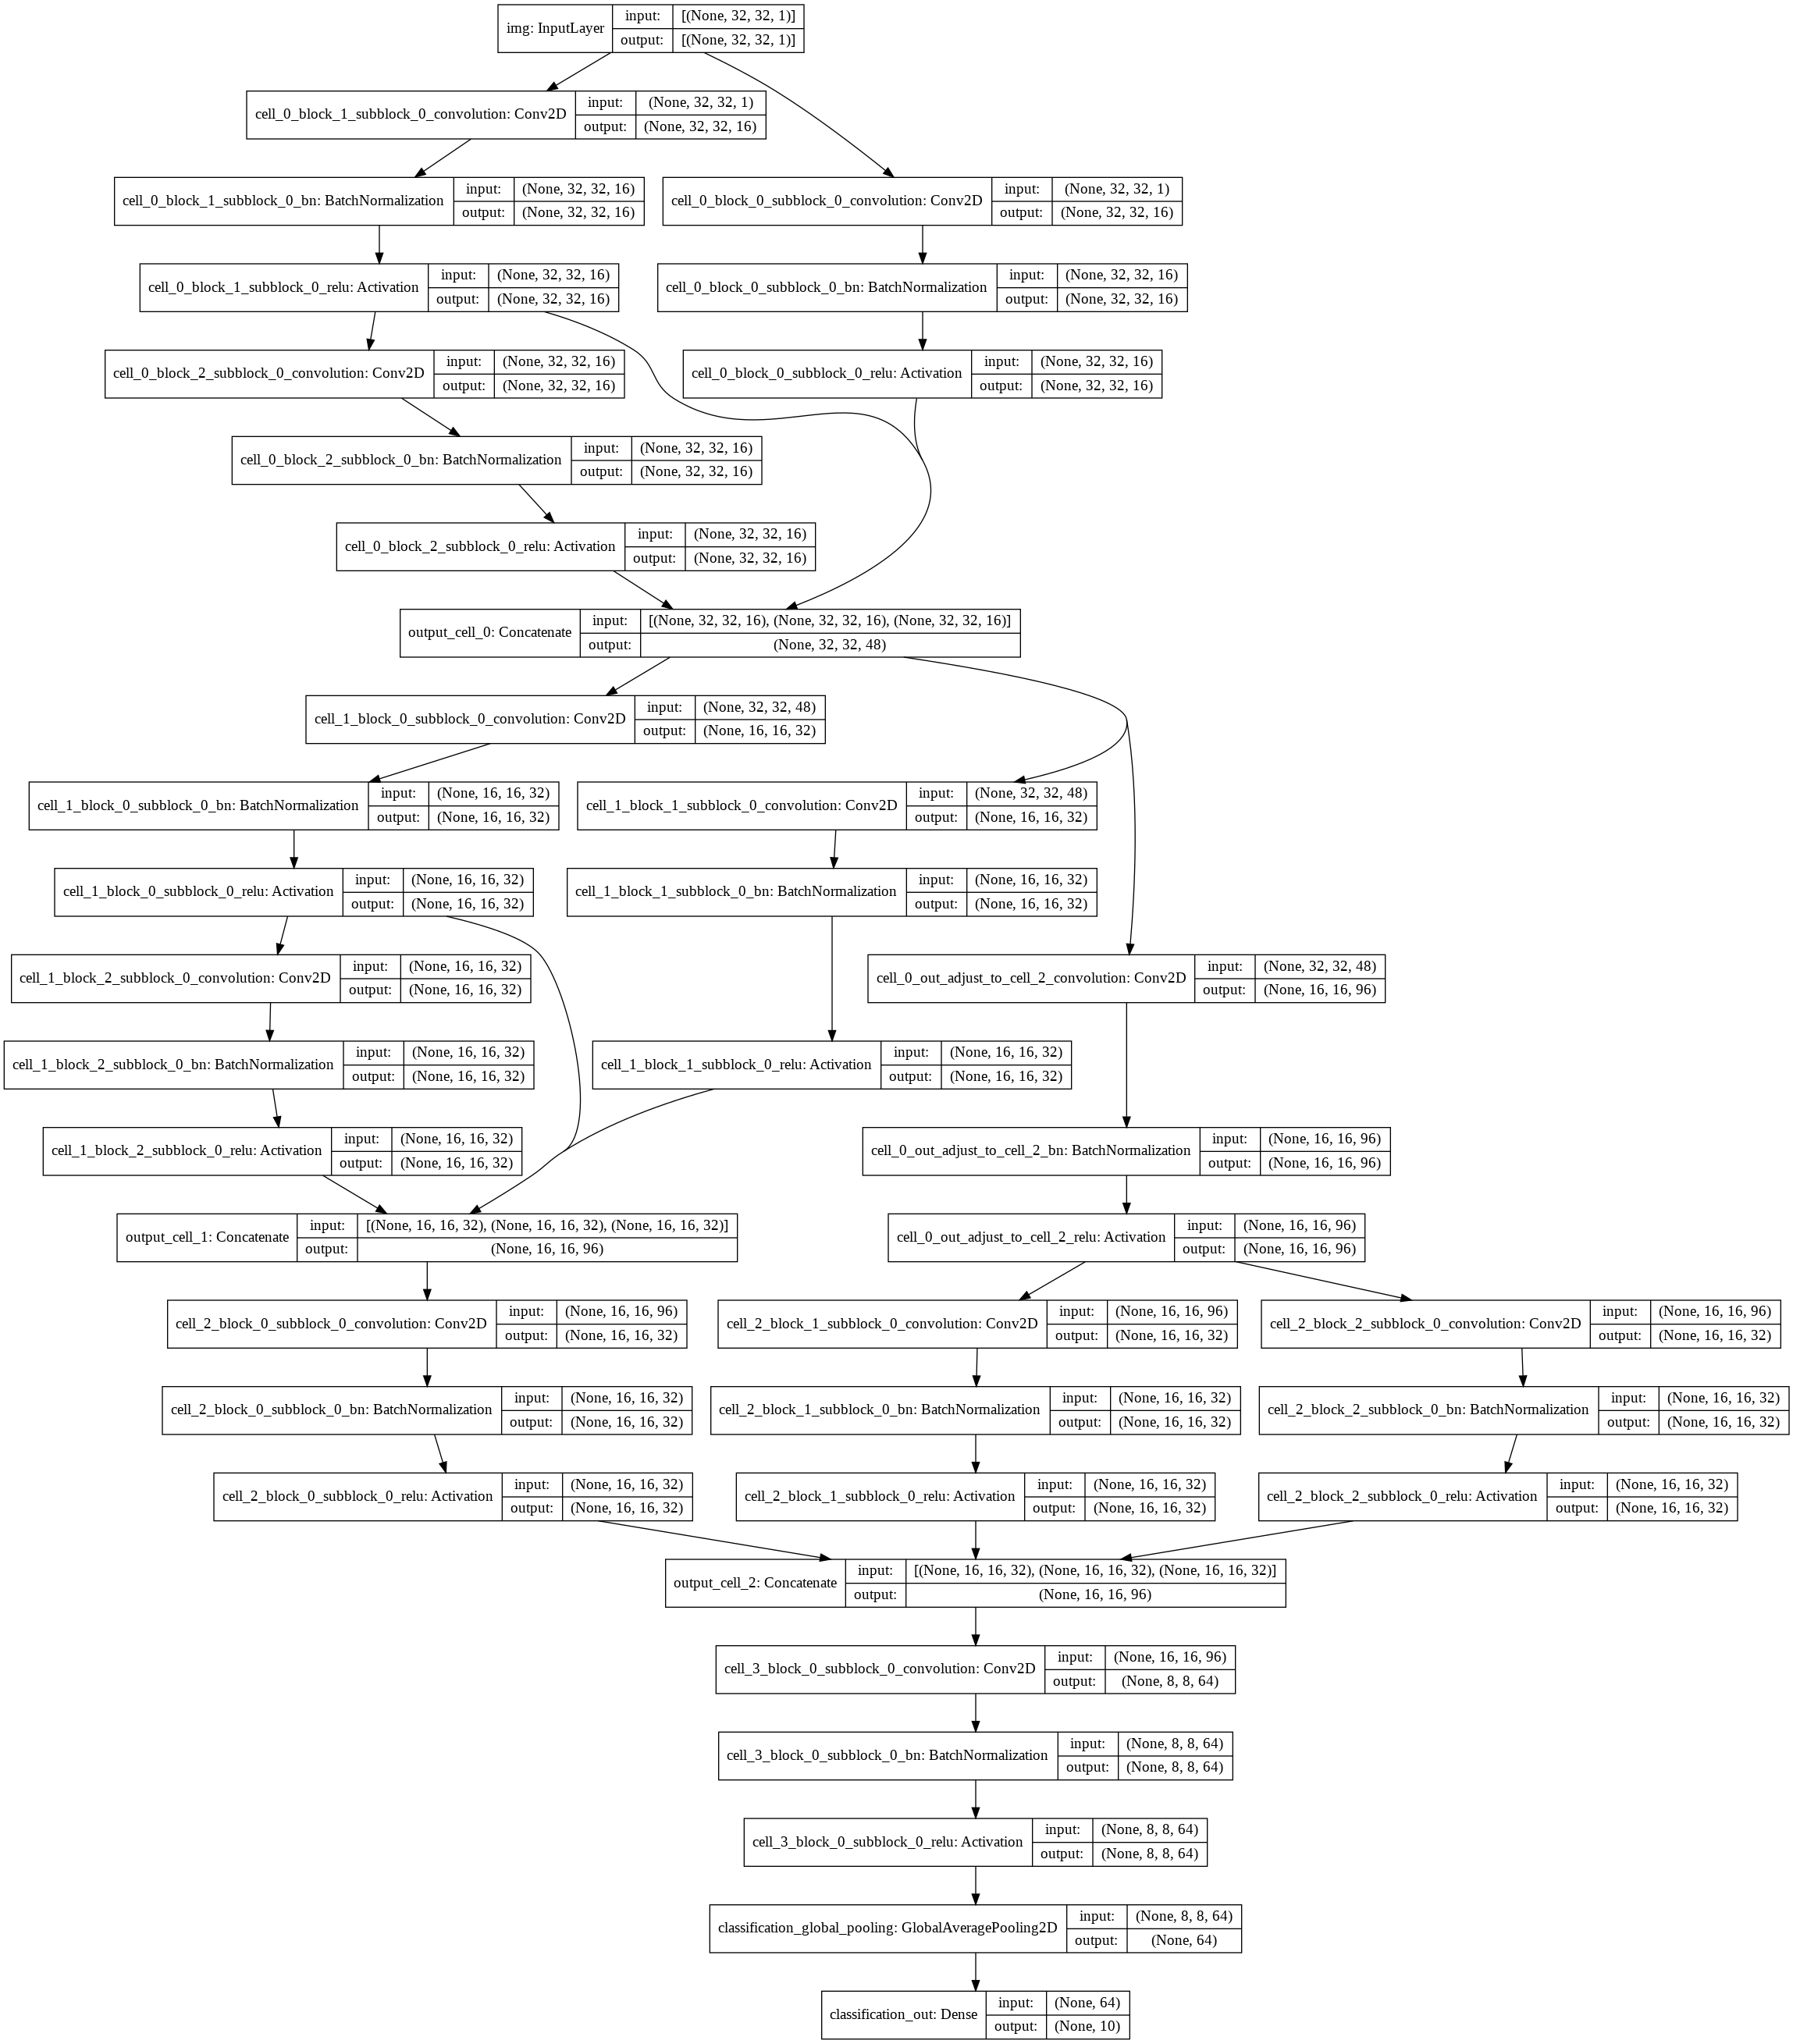 img: InputLayer
input: [(None, 32, 32, 1)]
output: [(None, 32, 32, 1)]
cell_0_block_1_subblock_0_convolution: Conv2D
input: (None, 32, 32, 1)
output: (None, 32, 32, 16)
cell_0_block_1_subblock_0_bn: BatchNormalization
input: (None, 32, 32, 16)
output: (None, 32, 32, 16)
cell_0_block_0_subblock_0_convolution: Conv2D
input: (None, 32, 32, 1)
output: (None, 32, 32, 16)
cell_0_block_1_subblock_0_relu: Activation
input: (None, 32, 32, 16)
output: (None, 32, 32, 16)
cell_0_block_0_subblock_0_bn: BatchNormalization
input: (None, 32, 32, 16)
output: (None, 32, 32, 16)
cell_0_block_2_subblock_0_convolution: Conv2D
input: (None, 32, 32, 16)
output: (None, 32, 32, 16)
cell_0_block_0_subblock_0_relu: Activation
input: (None, 32, 32, 16)
output: (None, 32, 32, 16)
cell_0_block_2_subblock_0_bn: BatchNormalization
input: (None, 32, 32, 16)
output: (None, 32, 32, 16)
cell_0_block_2_subblock_0_relu: Activation
input: (None, 32, 32, 16)
output: (None, 32, 32, 16)
output_cell_0: Concatenate
input: [(None, 32, 32, 16), (None, 32, 32, 16), (None, 32, 32, 16)]
output: (None, 32, 32, 48)
cell_1_block_0_subblock_0_convolution: Conv2D
input: (None, 32, 32, 48)
output: (None, 16, 16, 32)
cell_1_block_0_subblock_0_bn: BatchNormalization
input: (None, 16, 16, 32)
output: (None, 16, 16, 32)
cell_1_block_1_subblock_0_convolution: Conv2D
input: (None, 32, 32, 48)
output: (None, 16, 16, 32)
cell_1_block_0_subblock_0_relu: Activation
input: (None, 16, 16, 32)
output: (None, 16, 16, 32)
cell_1_block_1_subblock_0_bn: BatchNormalization
input: (None, 16, 16, 32)
output: (None, 16, 16, 32)
cell_1_block_2_subblock_0_convolution: Conv2D
input: (None, 16, 16, 32)
output: (None, 16, 16, 32)
cell_0_out_adjust_to_cell_2_convolution: Conv2D
input: (None, 32, 32, 48)
output: (None, 16, 16, 96)
cell_1_block_2_subblock_0_bn: BatchNormalization
input: (None, 16, 16, 32)
output: (None, 16, 16, 32)
cell_1_block_1_subblock_0_relu: Activation
input: (None, 16, 16, 32)
output: (None, 16, 16, 32)
cell_1_block_2_subblock_0_relu: Activation
input: (None, 16, 16, 32)
output: (None, 16, 16, 32)
cell_0_out_adjust_to_cell_2_bn: BatchNormalization
input: (None, 16, 16, 96)
output: (None, 16, 16, 96)
output_cell_1: Concatenate
input: [(None, 16, 16, 32), (None, 16, 16, 32), (None, 16, 16, 32)]
output: (None, 16, 16, 96)
cell_0_out_adjust_to_cell_2_relu: Activation
input: (None, 16, 16, 96)
output: (None, 16, 16, 96)
cell_2_block_0_subblock_0_convolution: Conv2D
input: (None, 16, 16, 96)
output: (None, 16, 16, 32)
cell_2_block_1_subblock_0_convolution: Conv2D
input: (None, 16, 16, 96)
output: (None, 16, 16, 32)
cell_2_block_2_subblock_0_convolution: Conv2D
input: (None, 16, 16, 96)
output: (None, 16, 16, 32)
cell_2_block_0_subblock_0_bn: BatchNormalization
input: (None, 16, 16, 32)
output: (None, 16, 16, 32)
cell_2_block_1_subblock_0_bn: BatchNormalization
input: (None, 16, 16, 32)
output: (None, 16, 16, 32)
cell_2_block_2_subblock_0_bn: BatchNormalization
input: (None, 16, 16, 32)
output: (None, 16, 16, 32)
cell_2_block_0_subblock_0_relu: Activation
input: (None, 16, 16, 32)
output: (None, 16, 16, 32)
cell_2_block_1_subblock_0_relu: Activation
input: (None, 16, 16, 32)
output: (None, 16, 16, 32)
cell_2_block_2_subblock_0_relu: Activation
input: (None, 16, 16, 32)
output: (None, 16, 16, 32)
output_cell_2: Concatenate
input: [(None, 16, 16, 32), (None, 16, 16, 32), (None, 16, 16, 32)]
output: (None, 16, 16, 96)
cell_3_block_0_subblock_0_convolution: Conv2D
input: (None, 16, 16, 96)
output: (None, 8, 8, 64)
cell_3_block_0_subblock_0_bn: BatchNormalization
input: (None, 8, 8, 64)
output: (None, 8, 8, 64)
cell_3_block_0_subblock_0_relu: Activation
input: (None, 8, 8, 64)
output: (None, 8, 8, 64)
classification_global_pooling: GlobalAveragePooling2D
input: (None, 8, 8, 64)
output: (None, 64)
classification_out: Dense
input: (None, 64)
output: (None, 10)